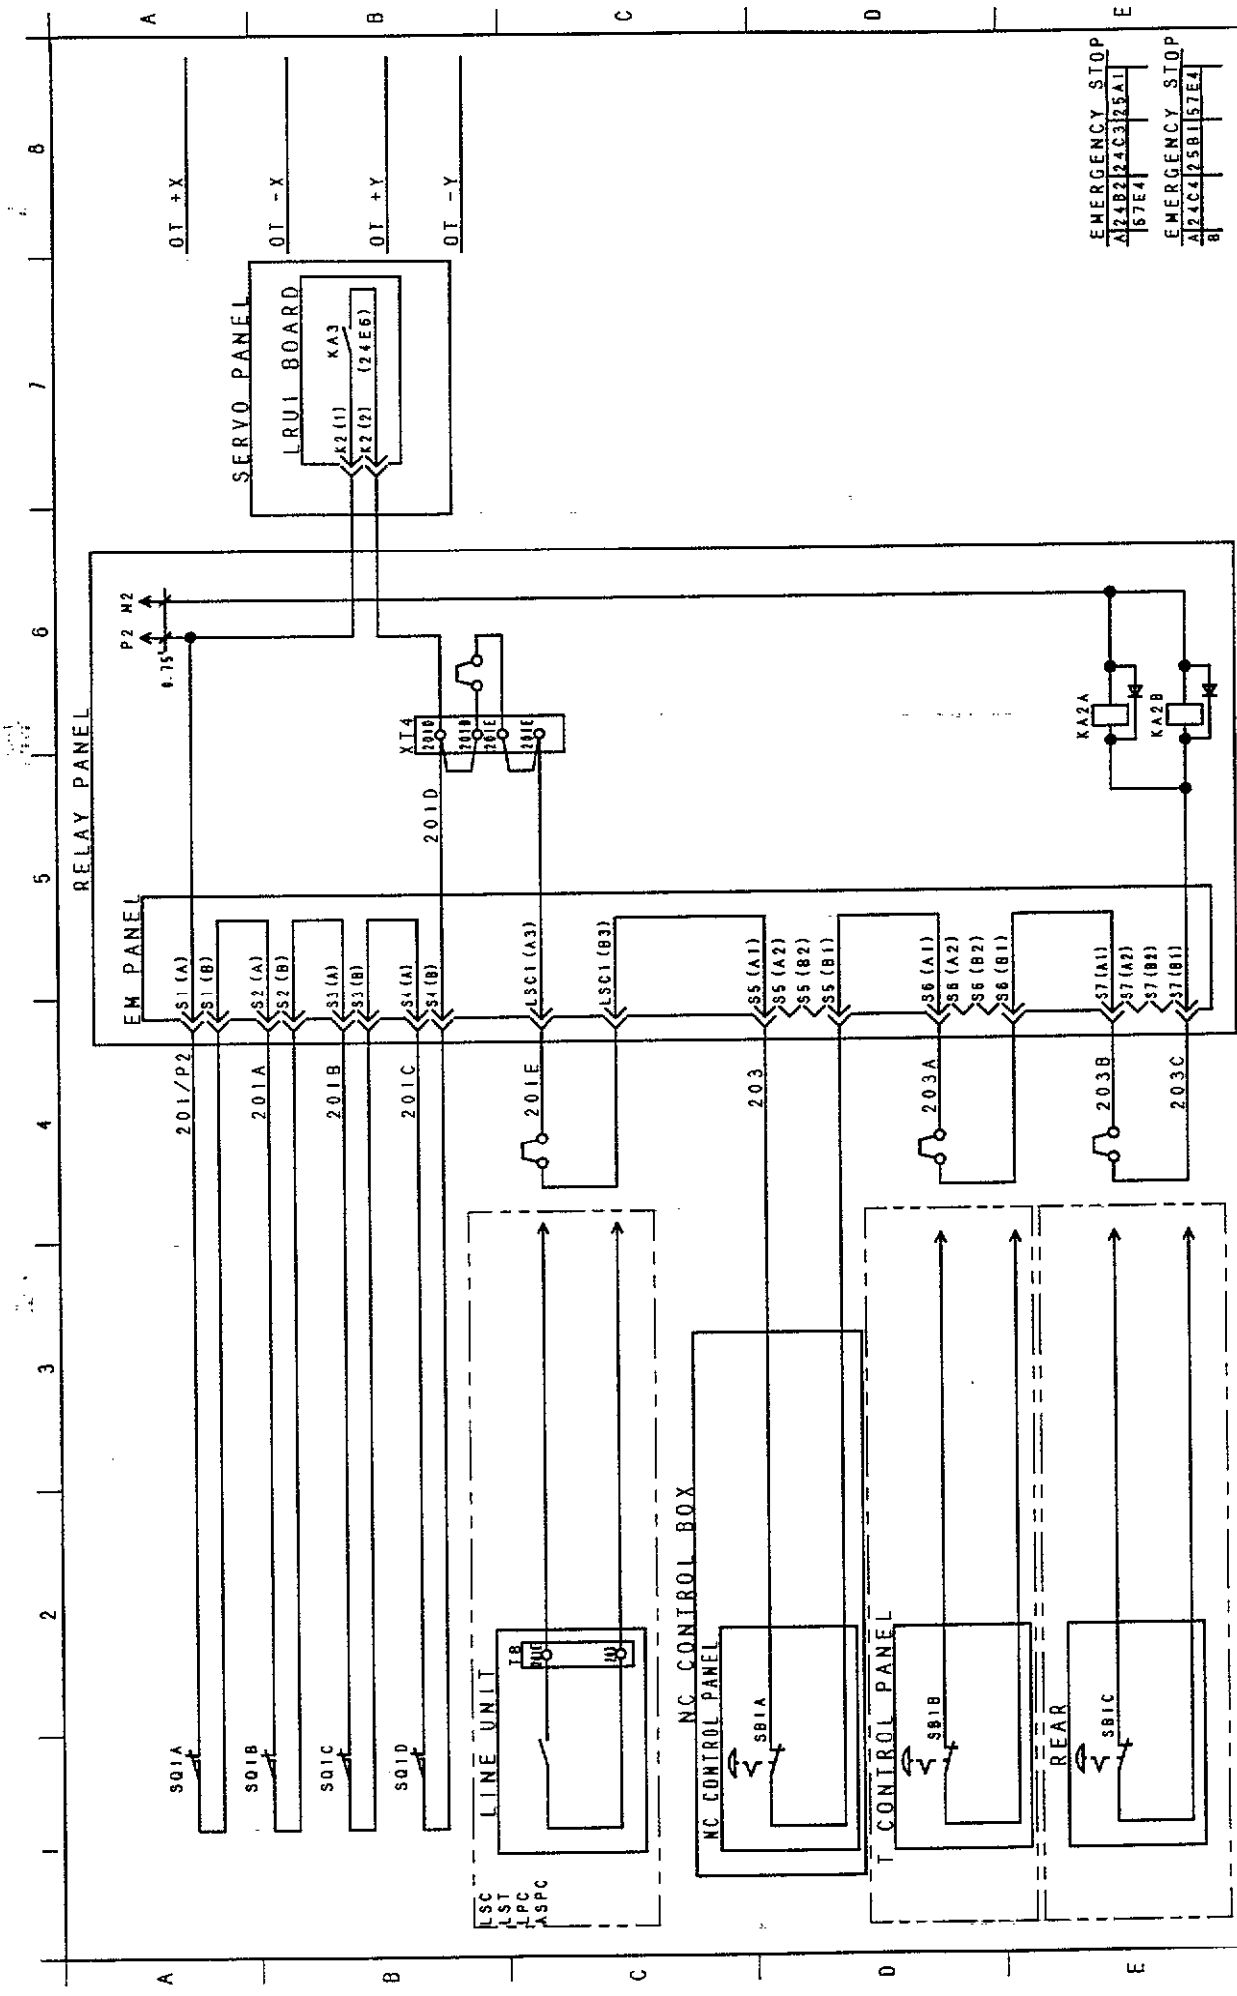 A
B
C
D
E
8
7
6
5
4
3
2
OT +X
OT -X
OT +Y
OT -Y
SERVO PANEL
LRU1 BOARD
KA3
(24E6)
K2(1)
K2(2)
EMERGENCY STOP
A 24B2 24C3 25A1
57E4
EMERGENCY STOP
A 24C4 25B1 57E4
B
RELAY PANEL
P2
N2
0.75
XT4
201D
201D
201E
201E
201D
KA2A
KA2B
EM PANEL
S1(A)
S1(B)
S2(A)
S2(B)
S3(A)
S3(B)
S4(A)
S4(B)
LSC1(A3)
LSC1(B3)
S5(A1)
S5(A2)
S5(B2)
S5(B1)
S6(A1)
S6(A2)
S6(B2)
S6(B1)
S7(A1)
S7(A2)
S7(B2)
S7(B1)
201/P2
201A
201B
201C
201E
203
203A
203B
203C
SQ1A
SQ1B
SQ1C
SQ1D
LINE UNIT
TB
201E
203
LSC
LST
LPC
ASPC
NC CONTROL BOX
NC CONTROL PANEL
SB1A
T CONTROL PANEL
SB1B
REAR
SB1C
A
B
C
D
E